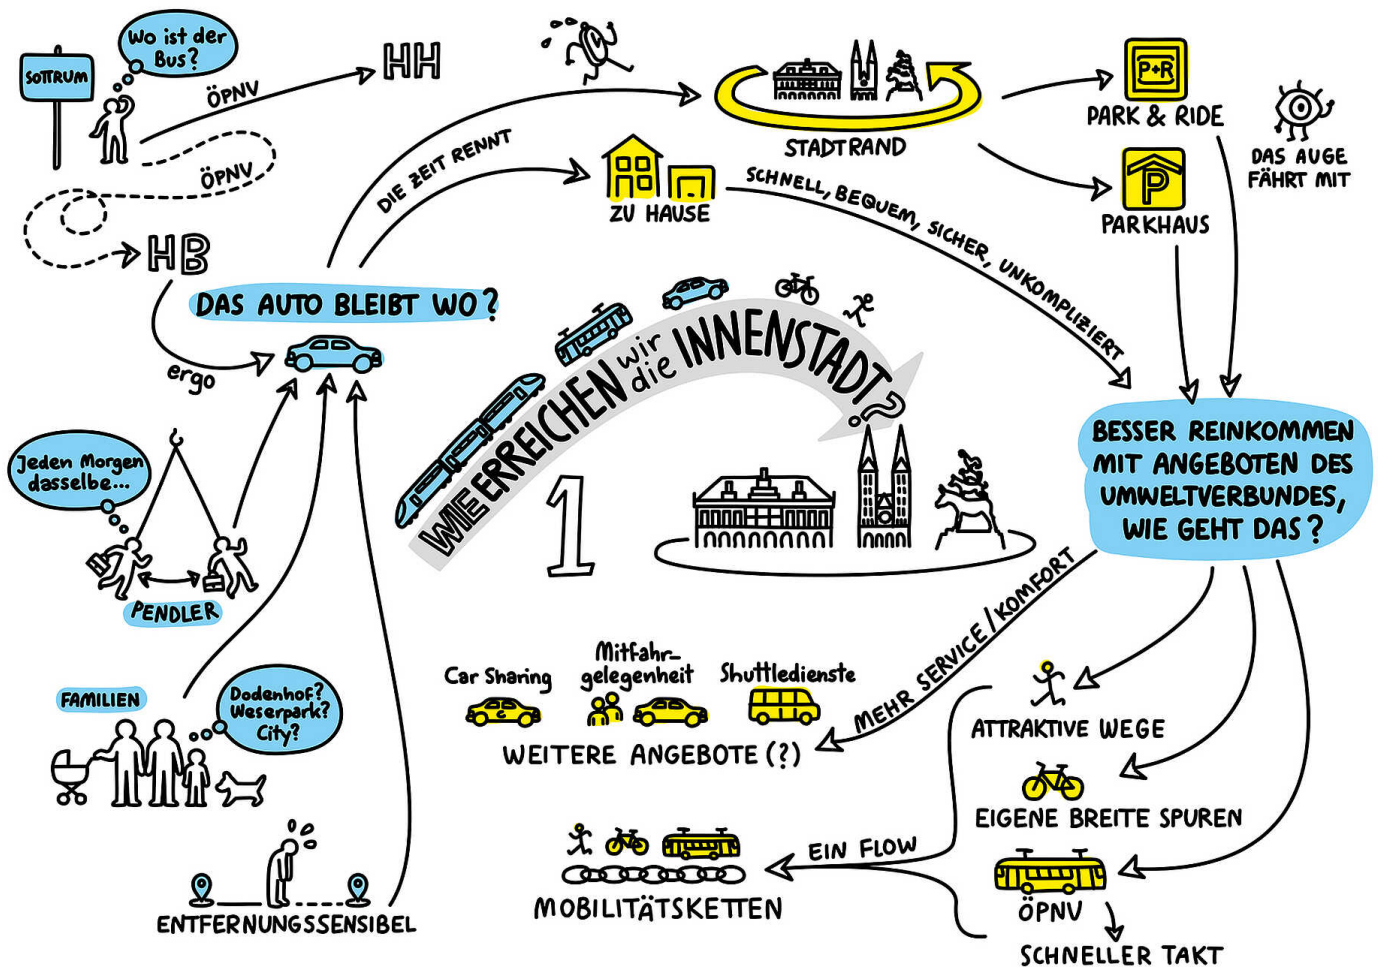 Wo ist der
Bus?
SOTTRUM
ÖPNV
HH
ÖPNV
HB
ergo
DAS AUTO BLEIBT WO?
DIE ZEIT RENNT
STADTRAND
ZU HAUSE
P+R
PARK & RIDE
P
PARKHAUS
DAS AUGE
FÄHRT MIT
SCHNELL, BEQUEM, SICHER, UNKOMPLIZIERT
WIE ERREICHEN wir
die INNENSTADT?
1
Jeden Morgen
dasselbe...
PENDLER
FAMILIEN
Dodenhof?
Weserpark?
City?
ENTFERNUNGSSENSIBEL
BESSER REINKOMMEN
MIT ANGEBOTEN DES
UMWELTVERBUNDES,
WIE GEHT DAS?
MEHR SERVICE/KOMFORT
Car Sharing
Mitfahr-
gelegenheit
Shuttledienste
C
WEITERE ANGEBOTE (?)
ATTRAKTIVE WEGE
EIGENE BREITE SPUREN
ÖPNV
SCHNELLER TAKT
EIN FLOW
MOBILITÄTSKETTEN